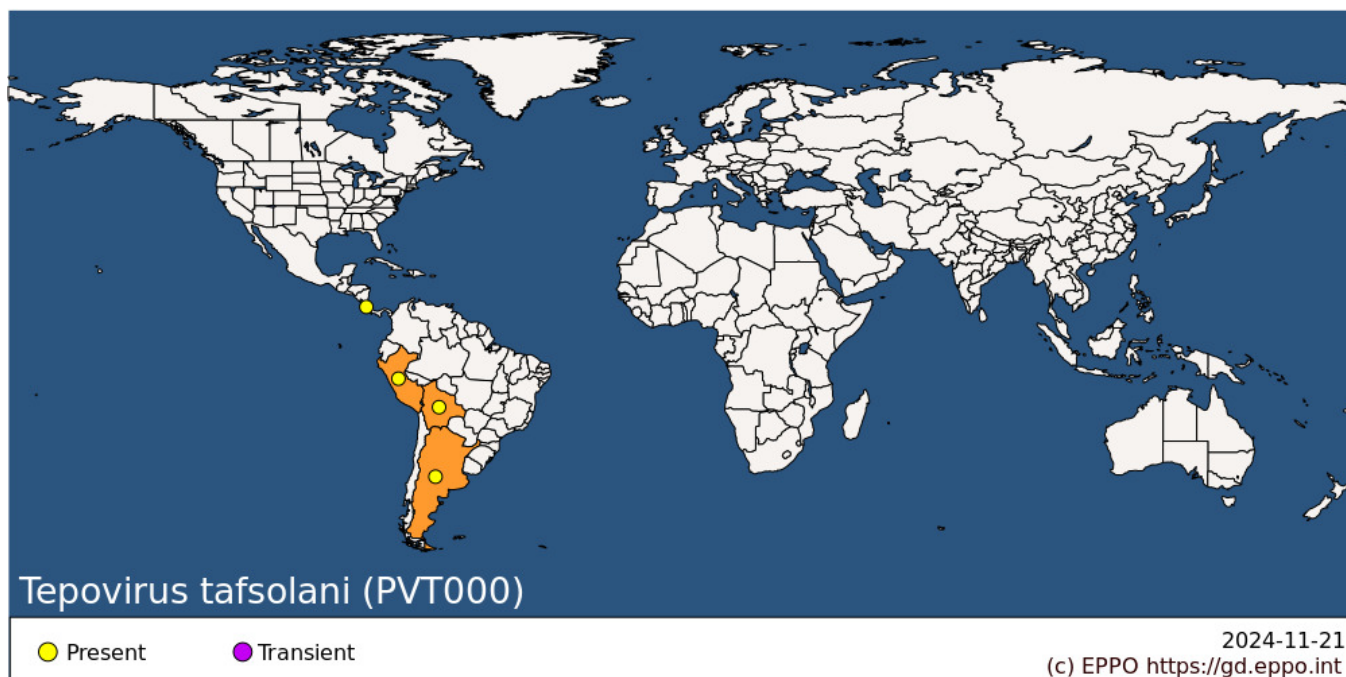 Tepovirus tafsolani (PVT000)
Present
Transient
2024-11-21
(c) EPPO https://gd.eppo.int